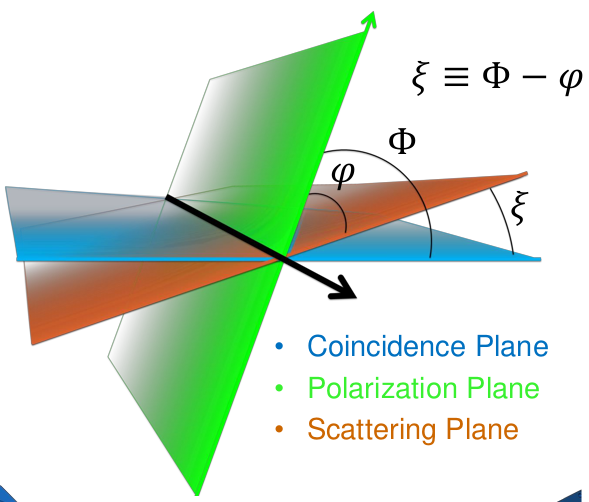 ξ ≡ Φ − φ
Φ
φ
ξ
• Coincidence Plane
• Polarization Plane
• Scattering Plane